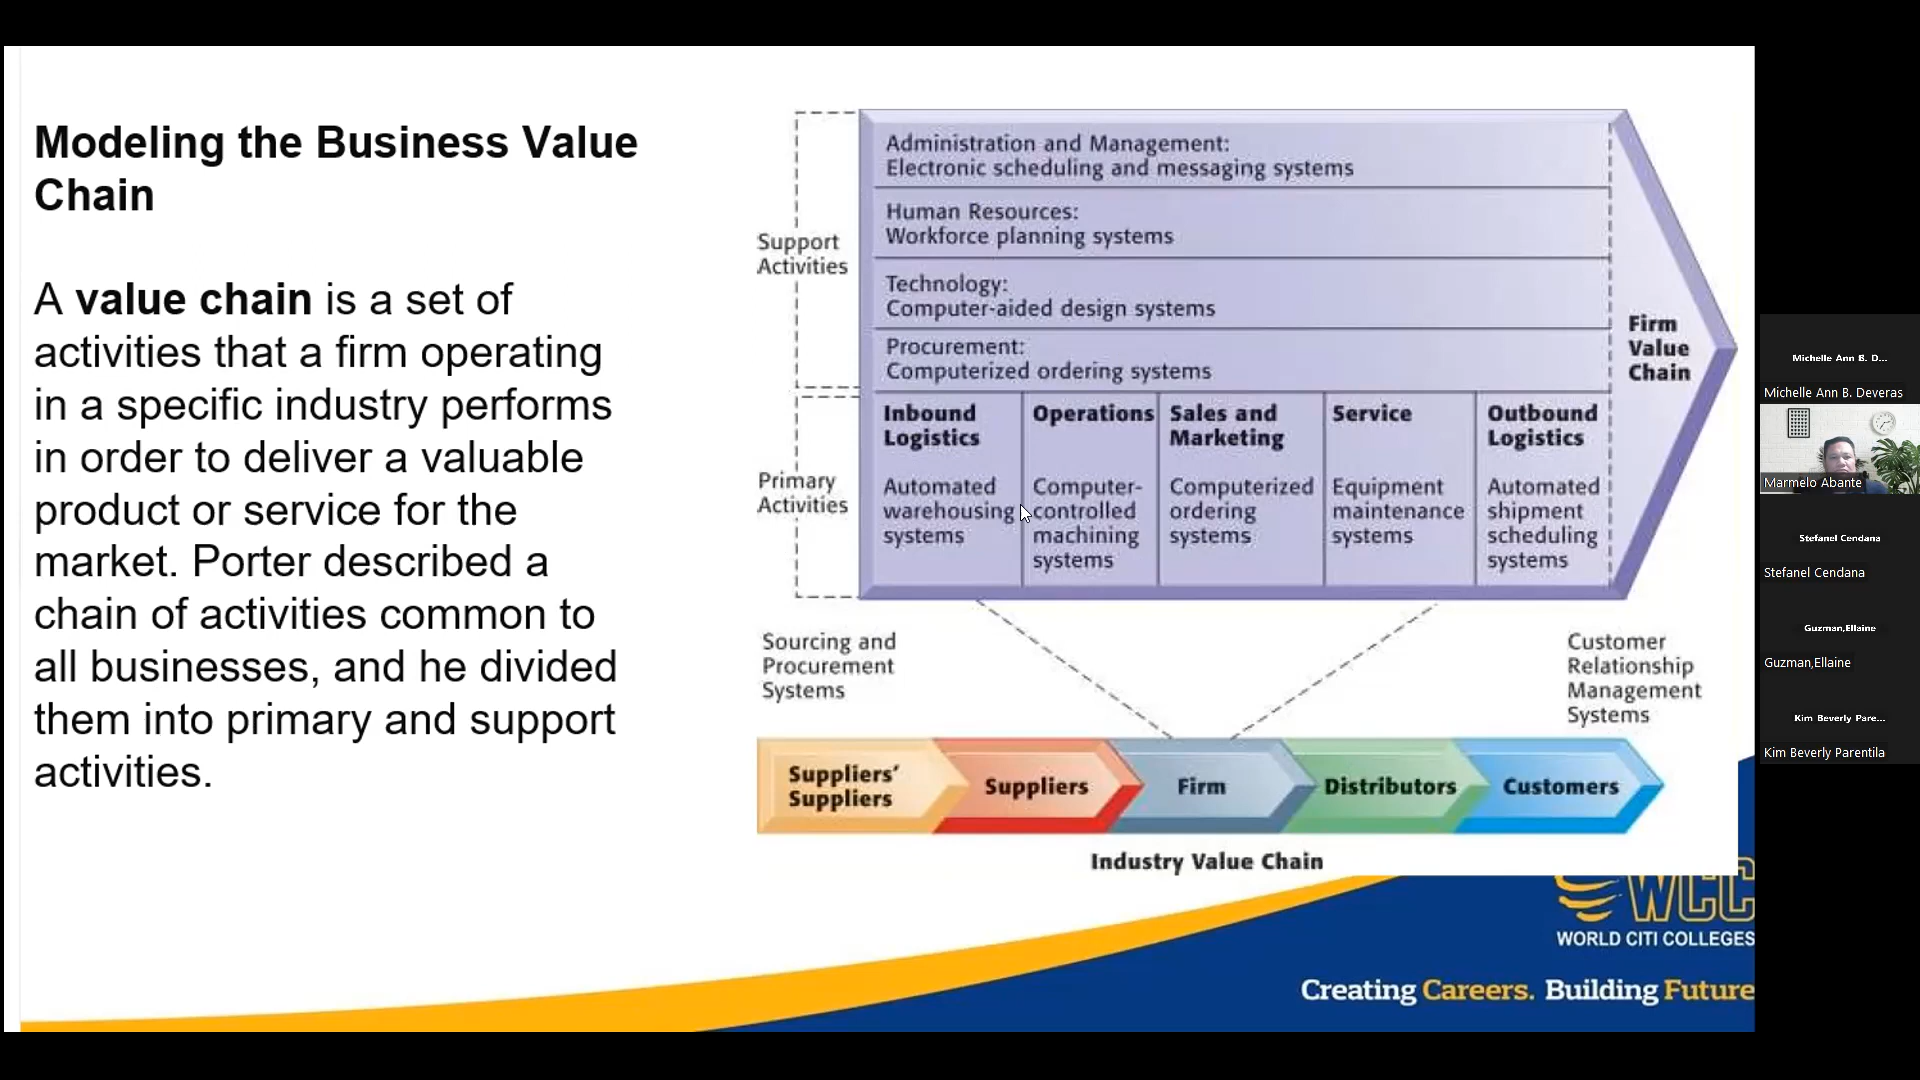 Modeling the Business Value
Chain
A value chain is a set of
activities that a firm operating
in a specific industry performs
in order to deliver a valuable
product or service for the
market. Porter described a
chain of activities common to
all businesses, and he divided
them into primary and support
activities.
Support
Activities
Administration and Management:
Electronic scheduling and messaging systems
Human Resources:
Workforce planning systems
Technology:
Computer-aided design systems
Procurement:
Computerized ordering systems
Firm
Value
Chain
Primary
Activities
Inbound
Logistics
Automated
warehousing
systems
Operations
Computer-
controlled
machining
systems
Sales and
Marketing
Computerized
ordering
systems
Service
Equipment
maintenance
systems
Outbound
Logistics
Automated
shipment
scheduling
systems
Sourcing and
Procurement
Systems
Customer
Relationship
Management
Systems
Suppliers’
Suppliers
Suppliers
Firm
Distributors
Customers
Industry Value Chain
WCC
WORLD CITI COLLEGES
Creating Careers. Building Future
Michelle Ann B. D...
Michelle Ann B. Deveras
Marmelo Abante
Stefanel Cendana
Stefanel Cendana
Guzman,Ellaine
Guzman,Ellaine
Kim Beverly Pare...
Kim Beverly Parentila